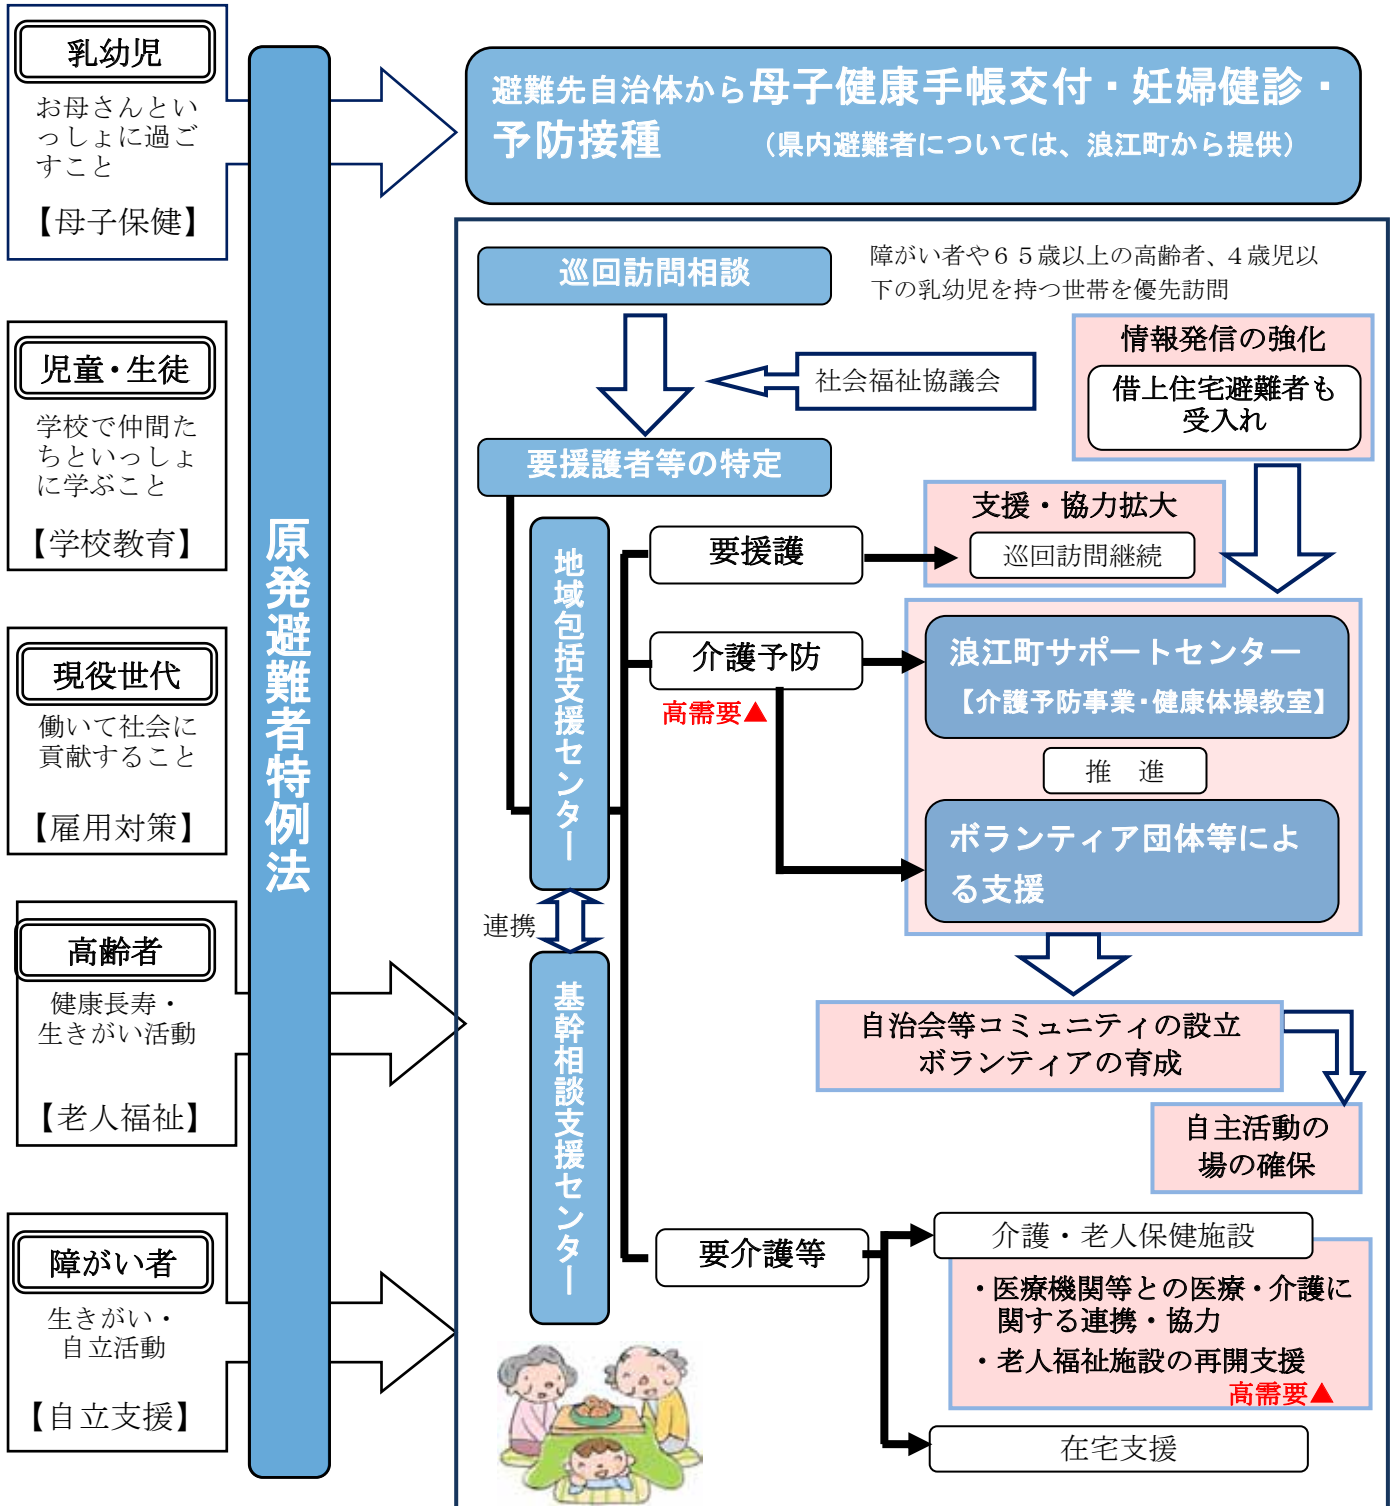 乳幼児
お母さんとい
っしょに過ご
すこと
【母子保健】
児童・生徒
学校で仲間た
ちといっしょ
に学ぶこと
【学校教育】
現役世代
働いて社会に
貢献すること
【雇用対策】
高齢者
健康長寿・
生きがい活動
【老人福祉】
障がい者
生きがい・
自立活動
【自立支援】
原発避難者特例法
避難先自治体から母子健康手帳交付・妊婦健診・
予防接種 （県内避難者については、浪江町から提供）
巡回訪問相談
障がい者や６５歳以上の高齢者、４歳児以
下の乳幼児を持つ世帯を優先訪問
社会福祉協議会
情報発信の強化
借上住宅避難者も
受入れ
要援護者等の特定
地域包括支援センター
連携
基幹相談支援センター
要援護
支援・協力拡大
巡回訪問継続
介護予防
高需要▲
浪江町サポートセンター
【介護予防事業・健康体操教室】
推 進
ボランティア団体等によ
る支援
自治会等コミュニティの設立
ボランティアの育成
自主活動の
場の確保
要介護等
介護・老人保健施設
・医療機関等との医療・介護に
関する連携・協力
・老人福祉施設の再開支援
高需要▲
在宅支援